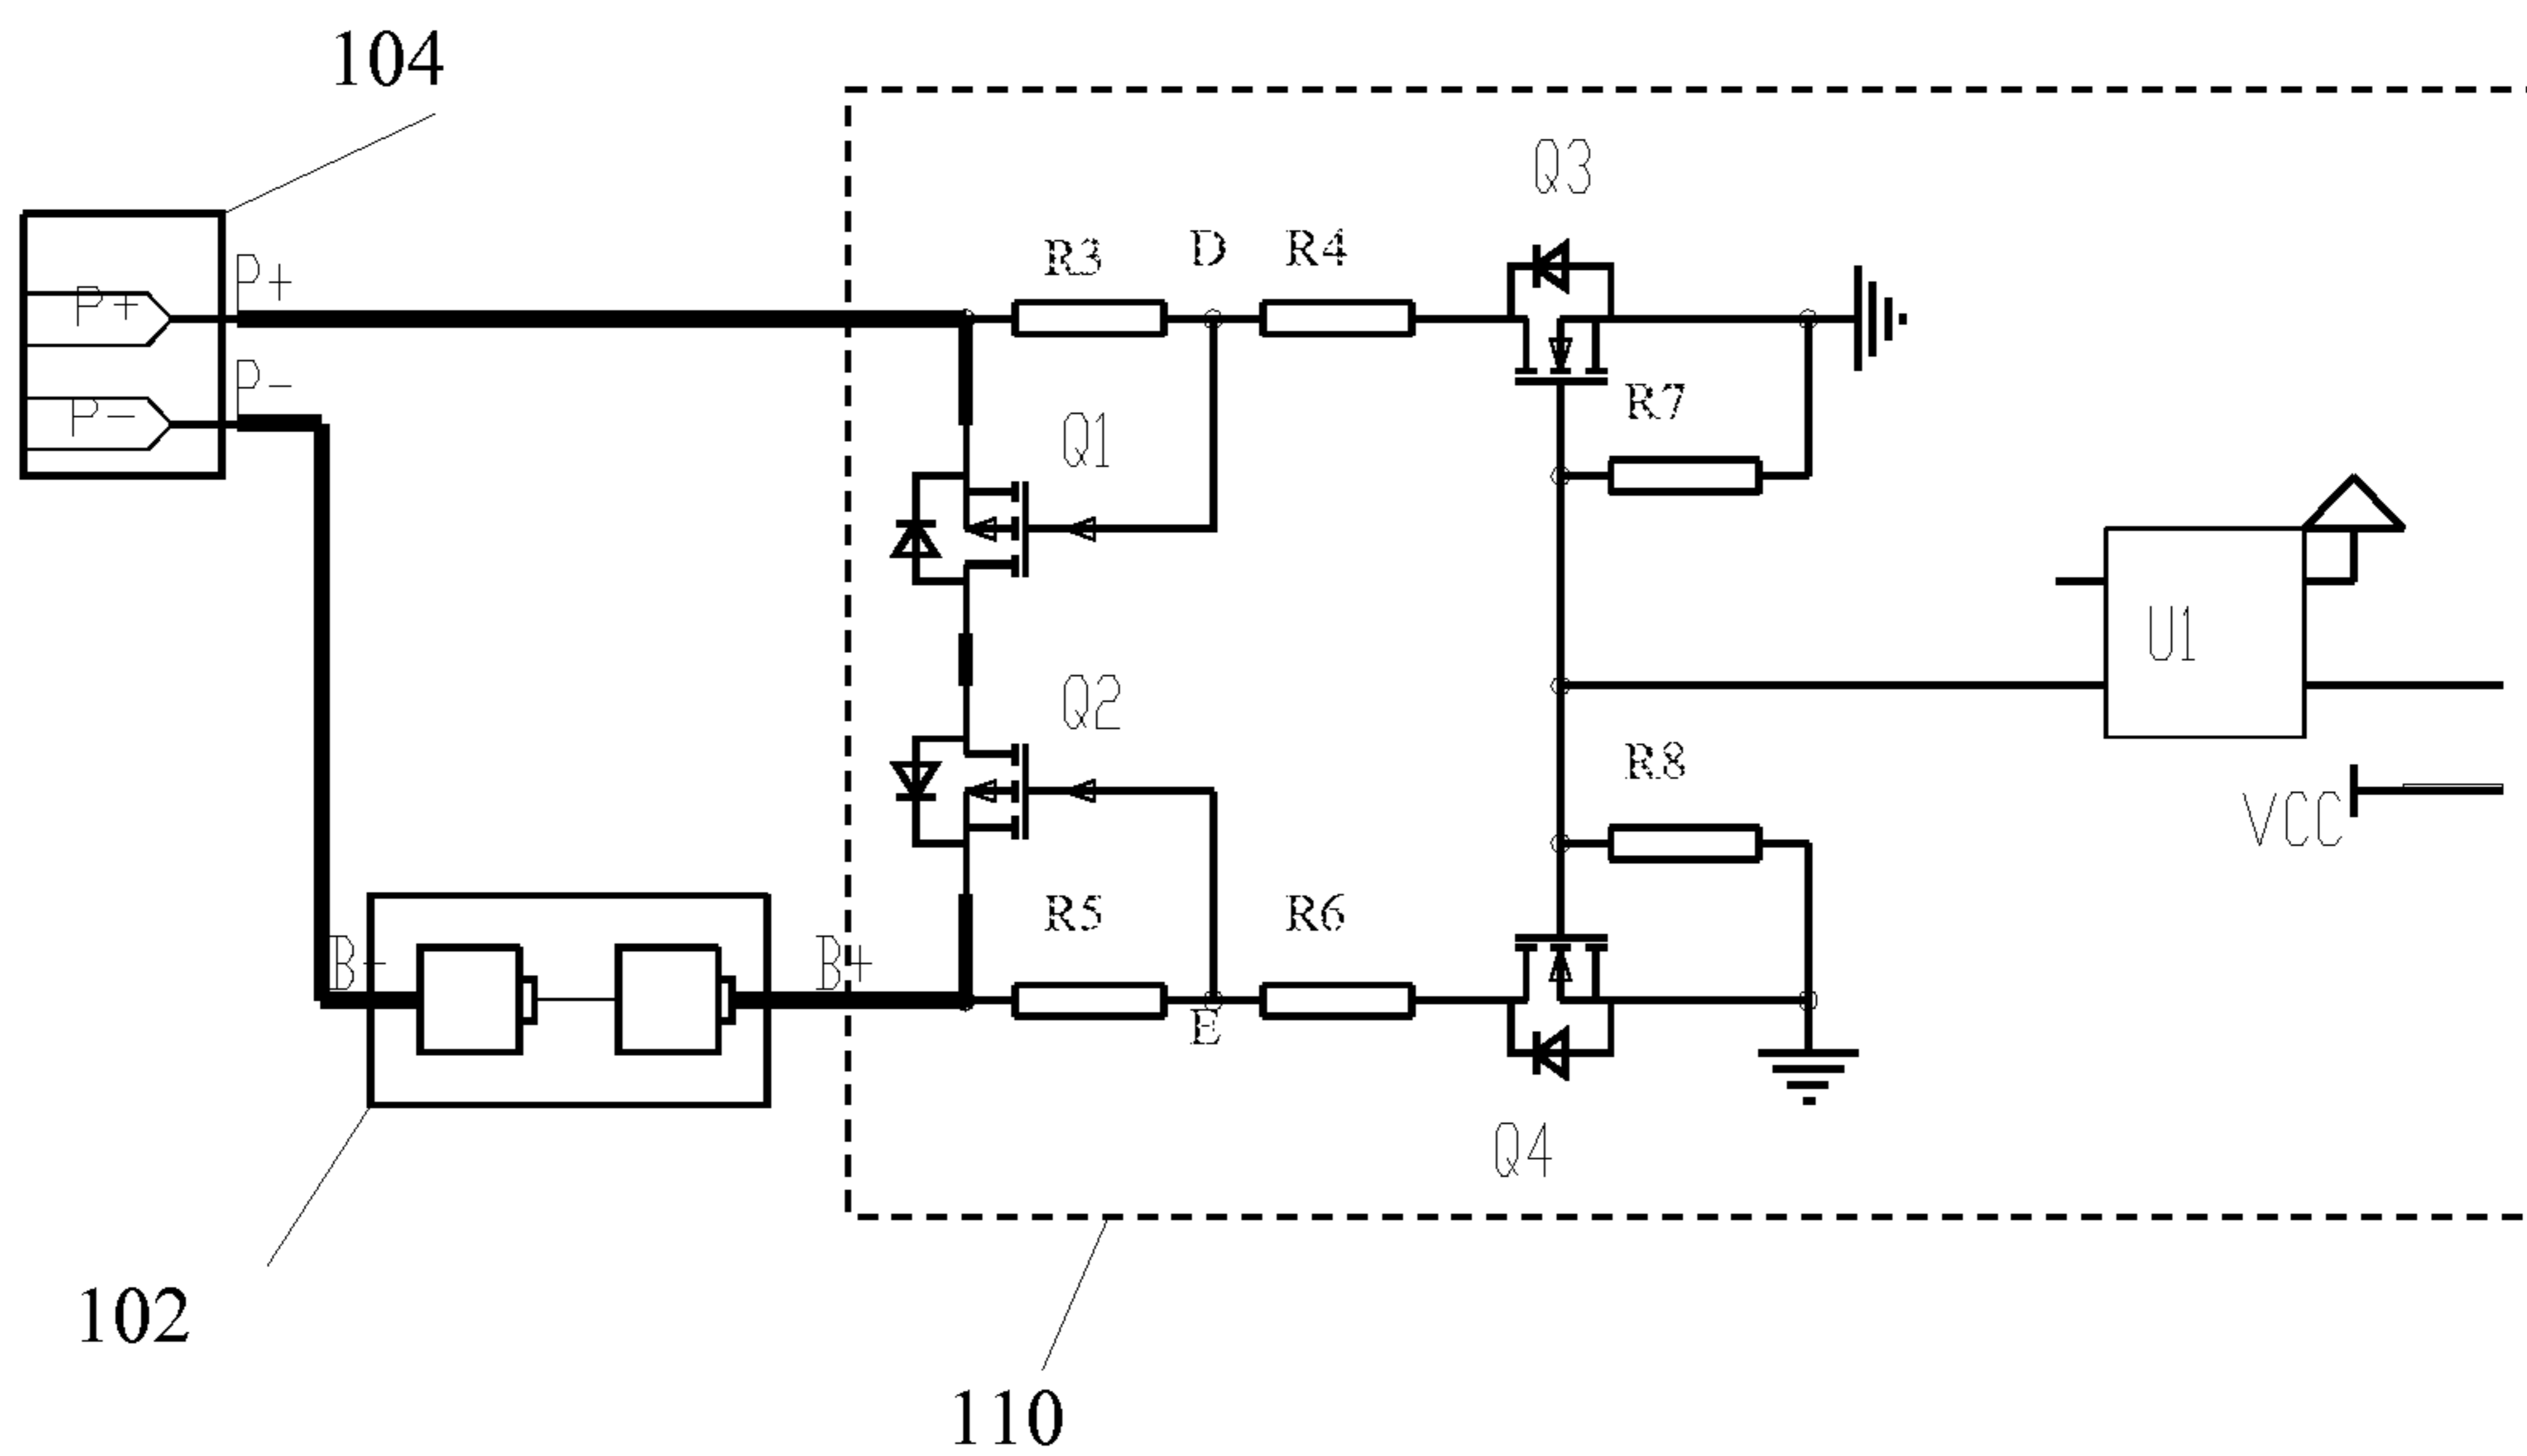 104
Q3
R3
D
R4
P+
P+
P-
P-
R7
Q1
U1
Q2
R8
VCC
R5
R6
B-
B+
E
Q4
102
110